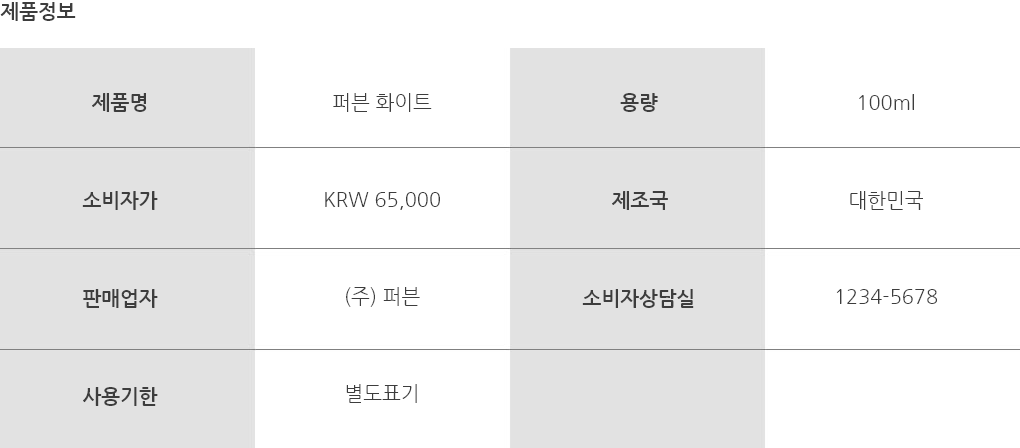 제품정보
제품명 퍼븐 화이트 용량 100ml
소비자가 KRW 65,000 제조국 대한민국
판매업자 (주) 퍼븐 소비자상담실 1234-5678
사용기한 별도표기